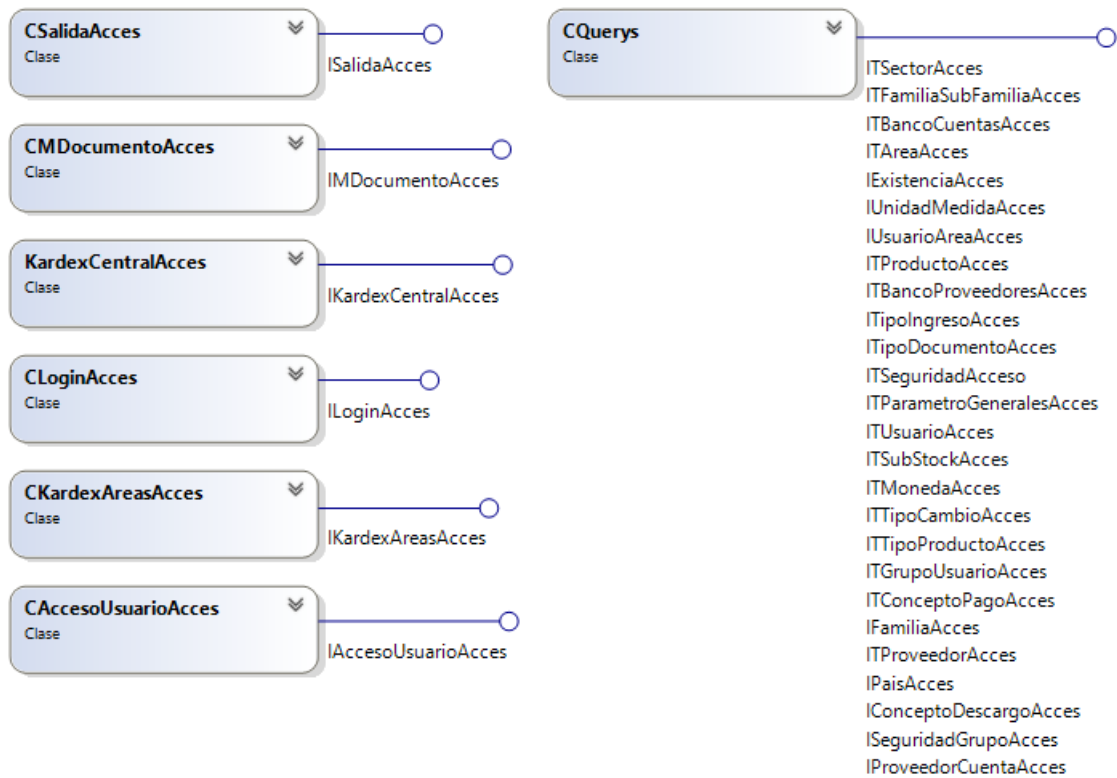 CSalidaAcces
Clase
ISalidaAcces
CMDocumentoAcces
Clase
IMDocumentoAcces
KardexCentralAcces
Clase
IKardexCentralAcces
CLoginAcces
Clase
ILoginAcces
CKardexAreasAcces
Clase
IKardexAreasAcces
CAccesoUsuarioAcces
Clase
IAccesoUsuarioAcces
CQuerys
Clase
ITSectorAcces
ITFamiliaSubFamiliaAcces
ITBancoCuentasAcces
ITAreaAcces
IExistenciaAcces
IUnidadMedidaAcces
IUsuarioAreaAcces
ITProductoAcces
ITBancoProveedoresAcces
ITipoIngresoAcces
ITipoDocumentoAcces
ITSeguridadAcceso
ITParametroGeneralesAcces
ITUsuarioAcces
ITSubStockAcces
ITMonedaAcces
ITTipoCambioAcces
ITTipoProductoAcces
ITGrupoUsuarioAcces
ITConceptoPagoAcces
IFamiliaAcces
ITProveedorAcces
IPaisAcces
IConceptoDescargoAcces
ISeguridadGrupoAcces
IProveedorCuentaAcces